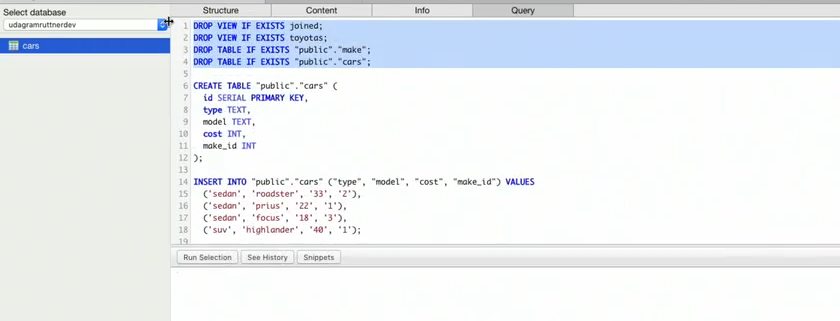 Select database
udagramruttnerdev
cars
Structure Content Info Query
1 DROP VIEW IF EXISTS joined;
2 DROP VIEW IF EXISTS toyotas;
3 DROP TABLE IF EXISTS "public"."make";
4 DROP TABLE IF EXISTS "public"."cars";
5
6 CREATE TABLE "public"."cars" (
7 id SERIAL PRIMARY KEY,
8 type TEXT,
9 model TEXT,
10 cost INT,
11 make_id INT
12 );
13
14 INSERT INTO "public"."cars" ("type", "model", "cost", "make_id") VALUES
15 ('sedan', 'roadster', '33', '2'),
16 ('sedan', 'prius', '22', '1'),
17 ('sedan', 'focus', '18', '3'),
18 ('suv', 'highlander', '40', '1');
19
Run Selection See History Snippets